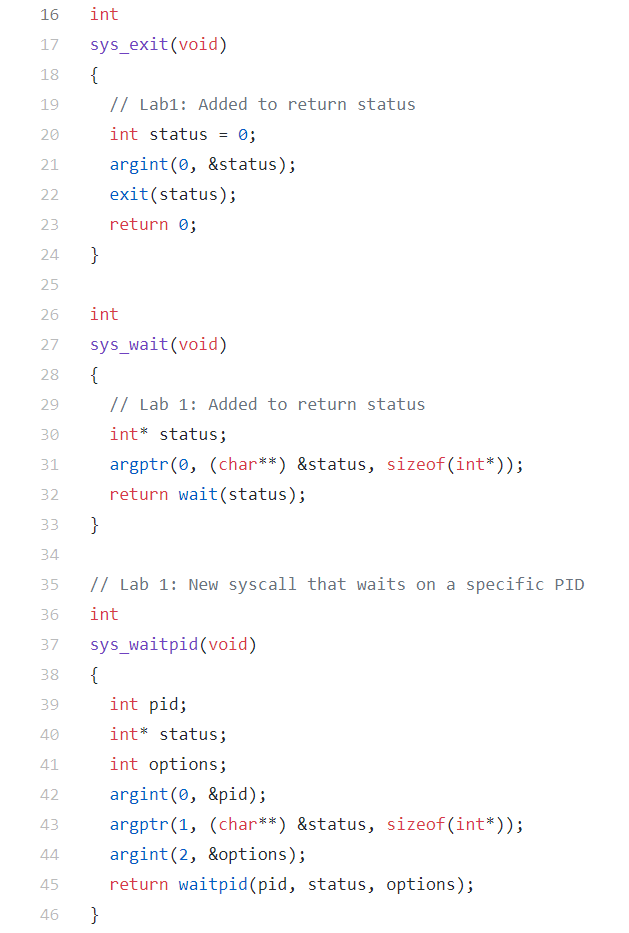 16 int
17 sys_exit(void)
18 {
19 // Lab1: Added to return status
20 int status = 0;
21 argint(0, &status);
22 exit(status);
23 return 0;
24 }
25
26 int
27 sys_wait(void)
28 {
29 // Lab 1: Added to return status
30 int* status;
31 argptr(0, (char**) &status, sizeof(int*));
32 return wait(status);
33 }
34
35 // Lab 1: New syscall that waits on a specific PID
36 int
37 sys_waitpid(void)
38 {
39 int pid;
40 int* status;
41 int options;
42 argint(0, &pid);
43 argptr(1, (char**) &status, sizeof(int*));
44 argint(2, &options);
45 return waitpid(pid, status, options);
46 }